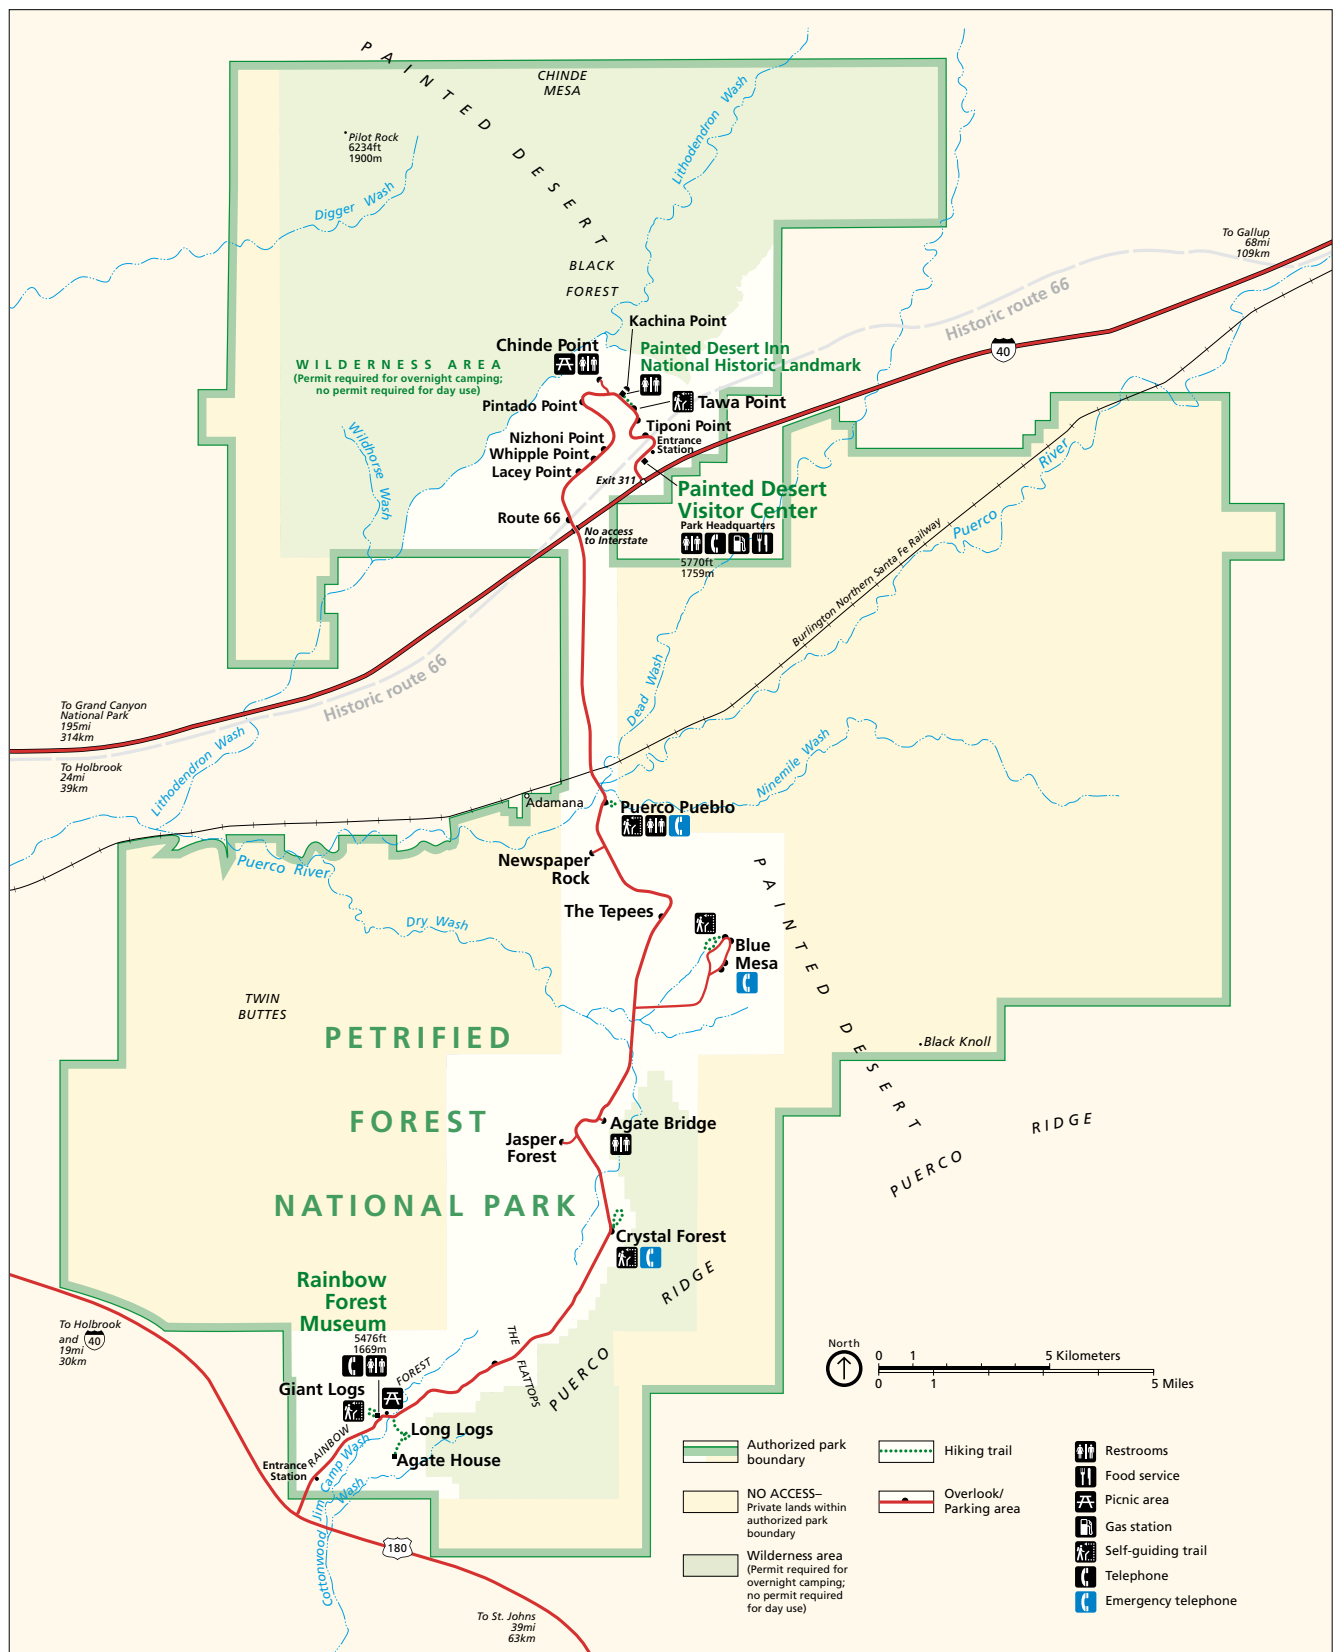 PAINTED DESERT
CHINDE
MESA
Pilot Rock
6234ft
1900m
Digger Wash
Lithodendron Wash
BLACK
FOREST
To Gallup
68mi
109km
Historic route 66
40
Kachina Point
Chinde Point
Painted Desert Inn
National Historic Landmark
WILDERNESS AREA
(Permit required for overnight camping;
no permit required for day use)
Pintado Point
Tawa Point
Tiponi Point
Entrance
Station
Nizhoni Point
Whipple Point
Lacey Point
Exit 311
Wildhorse Wash
Painted Desert
Visitor Center
Park Headquarters
5770ft
1759m
Route 66
No access
to Interstate
Puerco River
Burlington Northern Santa Fe Railway
Historic route 66
Dead Wash
To Grand Canyon
National Park
195mi
314km
To Holbrook
24mi
39km
Lithodendron Wash
Ninemile Wash
Adamana
Puerco Pueblo
Puerco River
Newspaper
Rock
The Tepees
Dry Wash
Blue
Mesa
PAINTED DESERT
TWIN
BUTTES
PETRIFIED
FOREST
NATIONAL PARK
Black Knoll
PUERCO RIDGE
Agate Bridge
Jasper
Forest
Crystal Forest
PUERCO RIDGE
Rainbow
Forest
Museum
5476ft
1669m
THE FLATTOPS
To Holbrook
and 40
19mi
30km
Giant Logs
RAINBOW FOREST
Long Logs
Agate House
Entrance
Station
Jim Camp Wash
Cottonwood Wash
180
To St. Johns
39mi
63km
North
0 1 5 Kilometers
0 1 5 Miles
Authorized park
boundary
NO ACCESS–
Private lands within
authorized park
boundary
Wilderness area
(Permit required for
overnight camping;
no permit required
for day use)
Hiking trail
Overlook/
Parking area
Restrooms
Food service
Picnic area
Gas station
Self-guiding trail
Telephone
Emergency telephone